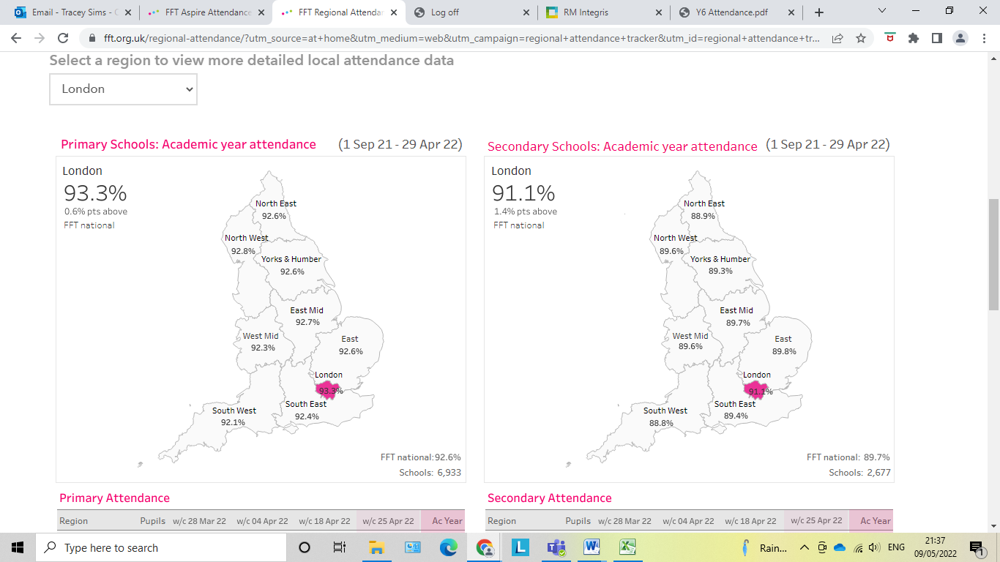 Email - Tracey Sims - 
FFT Aspire Attendance
FFT Regional Attendan
Log off
RM Integris
Y6 Attendance.pdf
fft.org.uk/regional-attendance/?utm_source=at+home&utm_medium=web&utm_campaign=regional+attendance+tracker&utm_id=regional+attendance+tr...
Select a region to view more detailed local attendance data
London
Primary Schools: Academic year attendance (1 Sep 21 - 29 Apr 22)
London
93.3%
0.6% pts above
FFT national
North East
92.6%
North West
92.8%
Yorks & Humber
92.6%
East Mid
92.7%
West Mid
92.3%
East
92.6%
London
93.3%
South East
92.4%
South West
92.1%
FFT national: 92.6%
Schools: 6,933
Secondary Schools: Academic year attendance (1 Sep 21 - 29 Apr 22)
London
91.1%
1.4% pts above
FFT national
North East
88.9%
North West
89.6%
Yorks & Humber
89.3%
East Mid
89.7%
West Mid
89.6%
East
89.8%
London
91.1%
South East
89.4%
South West
88.8%
FFT national: 89.7%
Schools: 2,677
Primary Attendance
Region Pupils w/c 28 Mar 22 w/c 04 Apr 22 w/c 18 Apr 22 w/c 25 Apr 22 Ac Year
Secondary Attendance
Region Pupils w/c 28 Mar 22 w/c 04 Apr 22 w/c 18 Apr 22 w/c 25 Apr 22 Ac Year
Type here to search
Rain...
ENG
21:37
09/05/2022
1